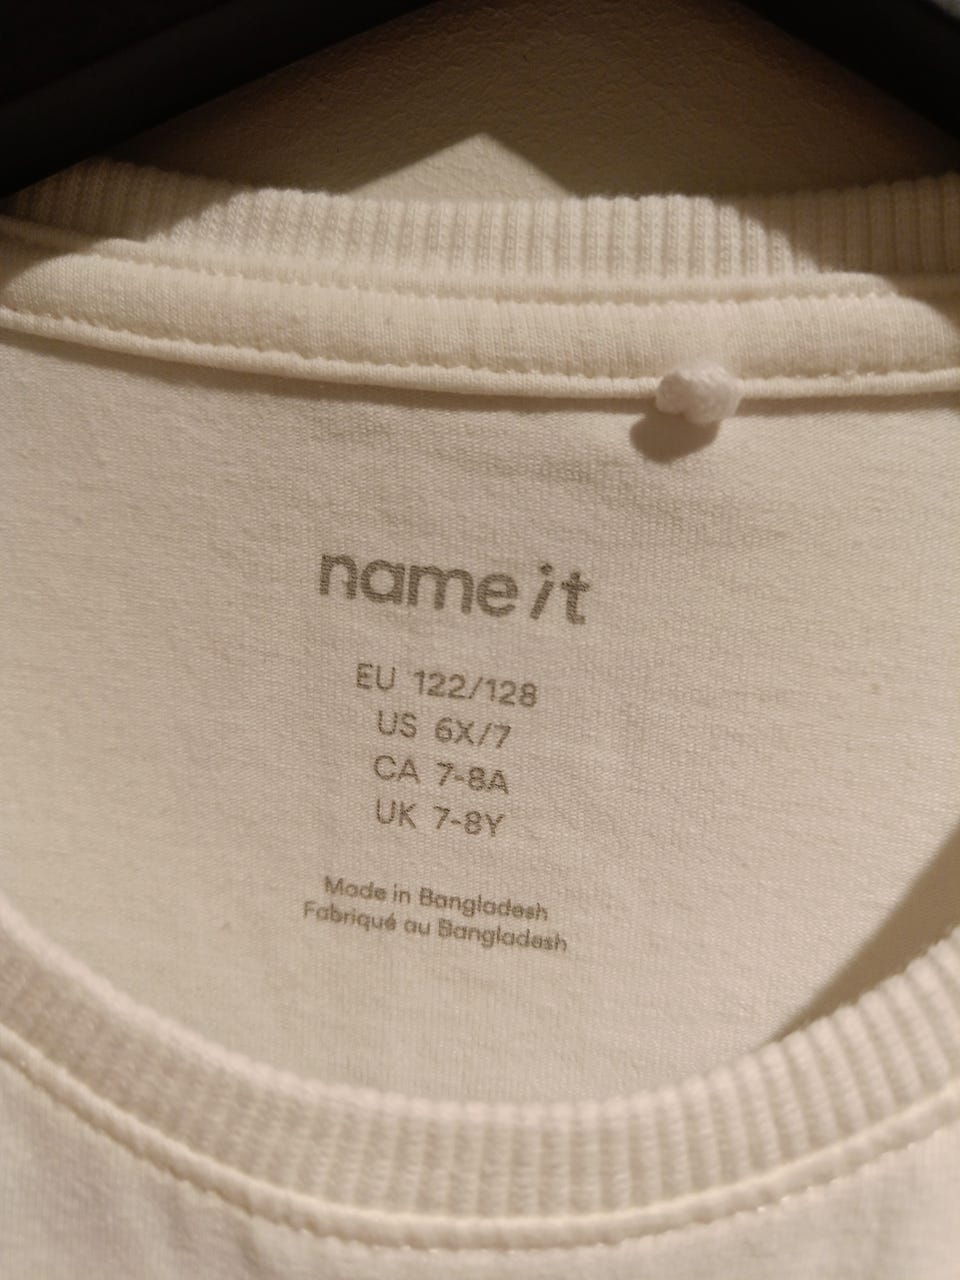 name it
EU 122/128
US 6X/7
CA 7-8A
UK 7-8Y
Made in Bangladesh
Fabriqué au Bangladesh